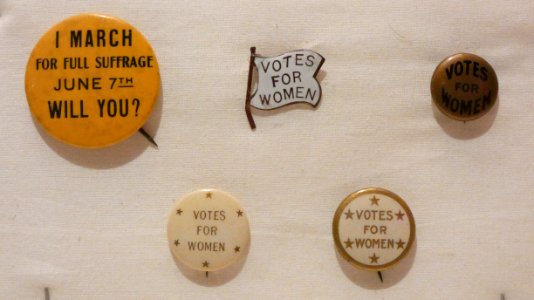 I MARCH
FOR FULL SUFFRAGE
JUNE 7TH
WILL YOU?
VOTES
FOR
WOMEN
VOTES
FOR
WOMEN
VOTES
FOR
WOMEN
VOTES
FOR
WOMEN